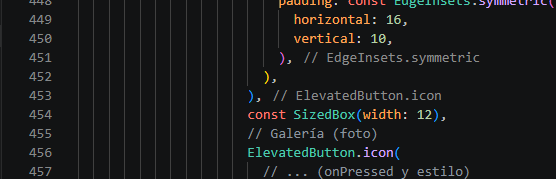 448 padding: const EdgeInsets.symmetric(
449 horizontal: 16,
450 vertical: 10,
451 ), // EdgeInsets.symmetric
452 ),
453 ), // ElevatedButton.icon
454 const SizedBox(width: 12),
455 // Galería (foto)
456 ElevatedButton.icon(
457 // ... (onPressed y estilo)